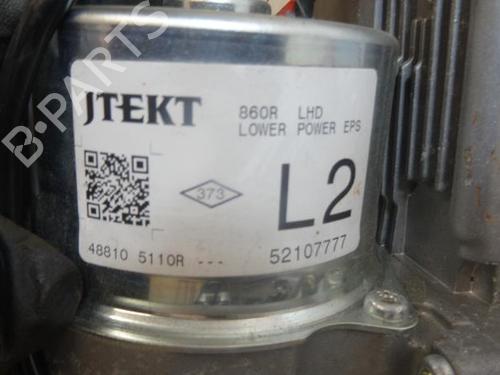 JTEKT
860R LHD
LOWER POWER EPS
373
L2
48810 5110R ---
52107777
B-PARTS